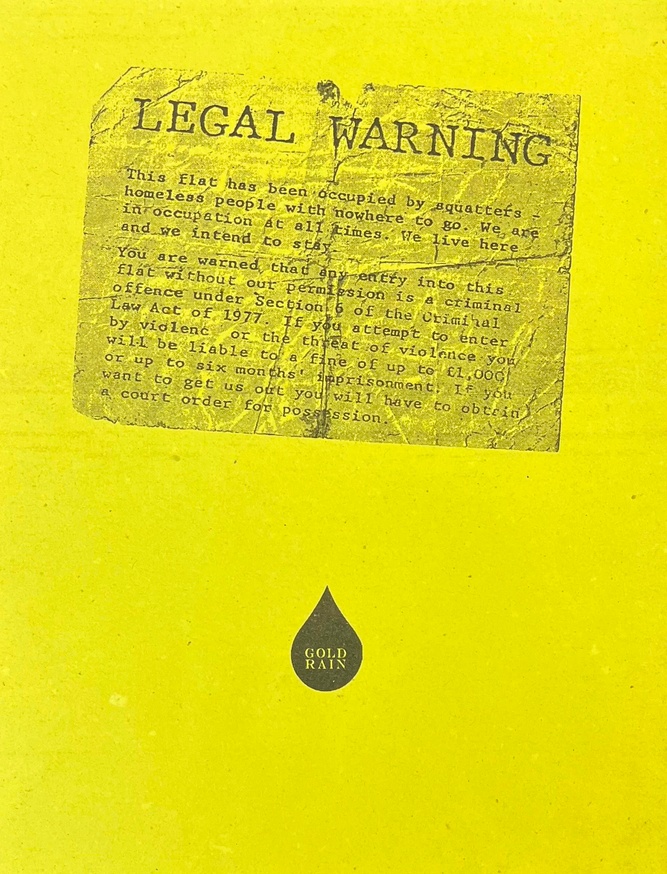 LEGAL WARNING
This flat has been occupied by squatters -
homeless people with nowhere to go. We are
in occupation at all times. We live here
and we intend to stay
You are warned, that any entry into this
flat without our permission is a criminal
offence under Section 6 of the Criminal
Law Act of 1977. If you attempt to enter
by violenc or the threat of violence you
will be liable to a fine of up to £1,000
or up to six months' imprisonment. If you
want to get us out you will have to obtain
a court order for possession.
GOLD
RAIN